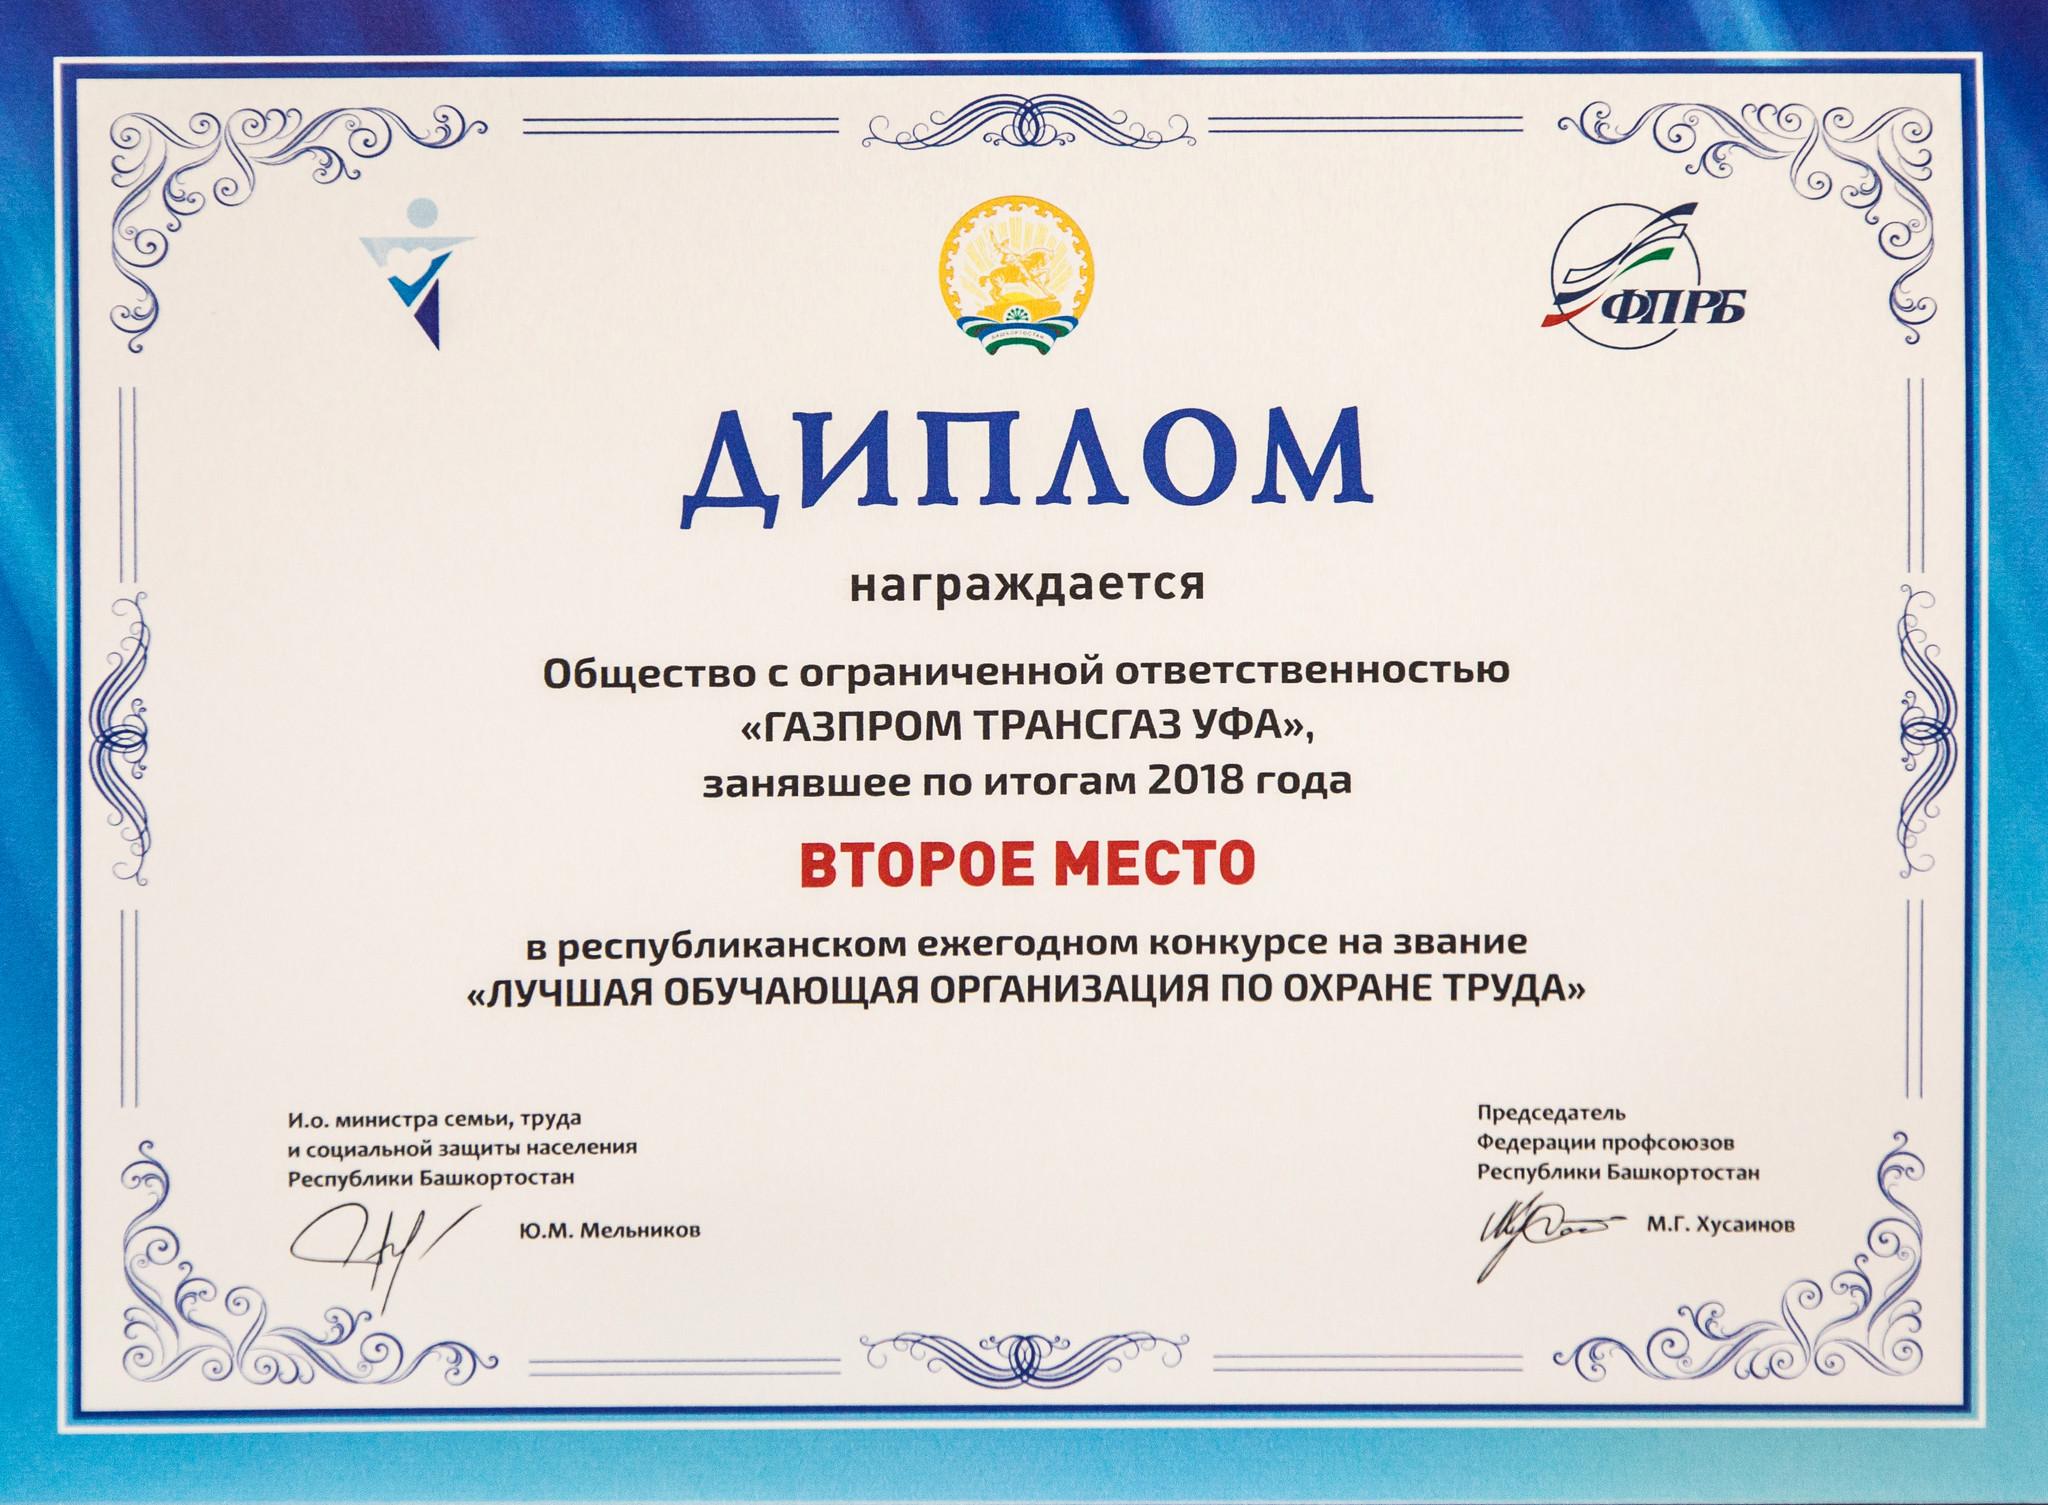 БАШКОРТОСТАН
ФПРБ
ДИПЛОМ
награждается
Общество с ограниченной ответственностью
«ГАЗПРОМ ТРАНСГАЗ УФА»,
занявшее по итогам 2018 года
ВТОРОЕ МЕСТО
в республиканском ежегодном конкурсе на звание
«ЛУЧШАЯ ОБУЧАЮЩАЯ ОРГАНИЗАЦИЯ ПО ОХРАНЕ ТРУДА»
И.о. министра семьи, труда
и социальной защиты населения
Республики Башкортостан
Ю.М. Мельников
Председатель
Федерации профсоюзов
Республики Башкортостан
М.Г. Хусаинов